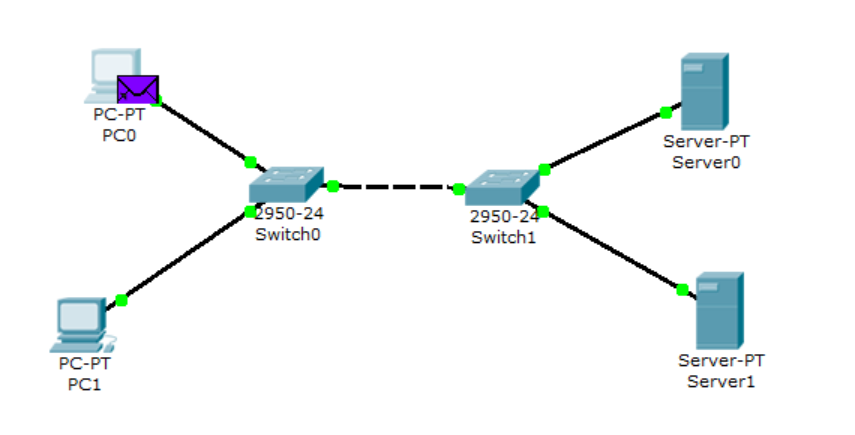 PC-PT
PC0
Server-PT
Server0
2950-24
Switch0
2950-24
Switch1
PC-PT
PC1
Server-PT
Server1